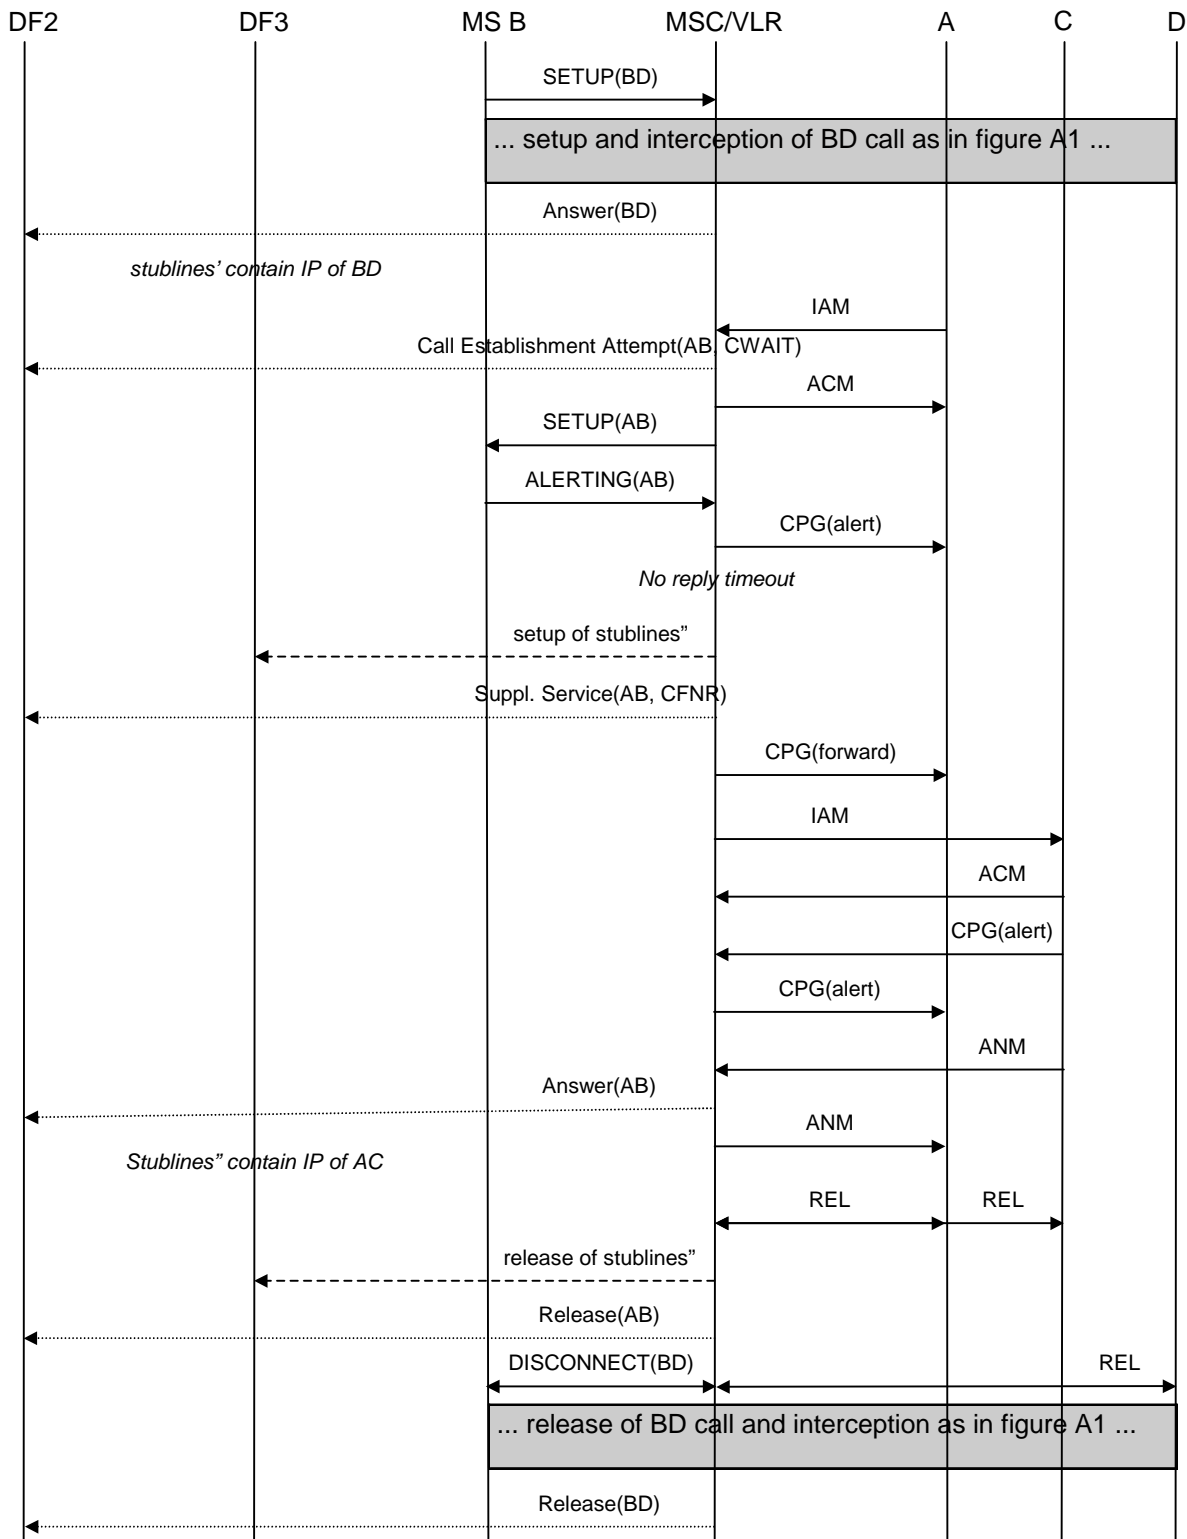 DF2 DF3 MS B MSC/VLR A C D
SETUP(BD)
... setup and interception of BD call as in figure A1 ...
Answer(BD)
stublines’ contain IP of BD
IAM
Call Establishment Attempt(AB, CWAIT)
ACM
SETUP(AB)
ALERTING(AB)
CPG(alert)
No reply timeout
setup of stublines”
Suppl. Service(AB, CFNR)
CPG(forward)
IAM
ACM
CPG(alert)
CPG(alert)
ANM
Answer(AB)
ANM
Stublines” contain IP of AC
REL REL
release of stublines”
Release(AB)
DISCONNECT(BD) REL
... release of BD call and interception as in figure A1 ...
Release(BD)